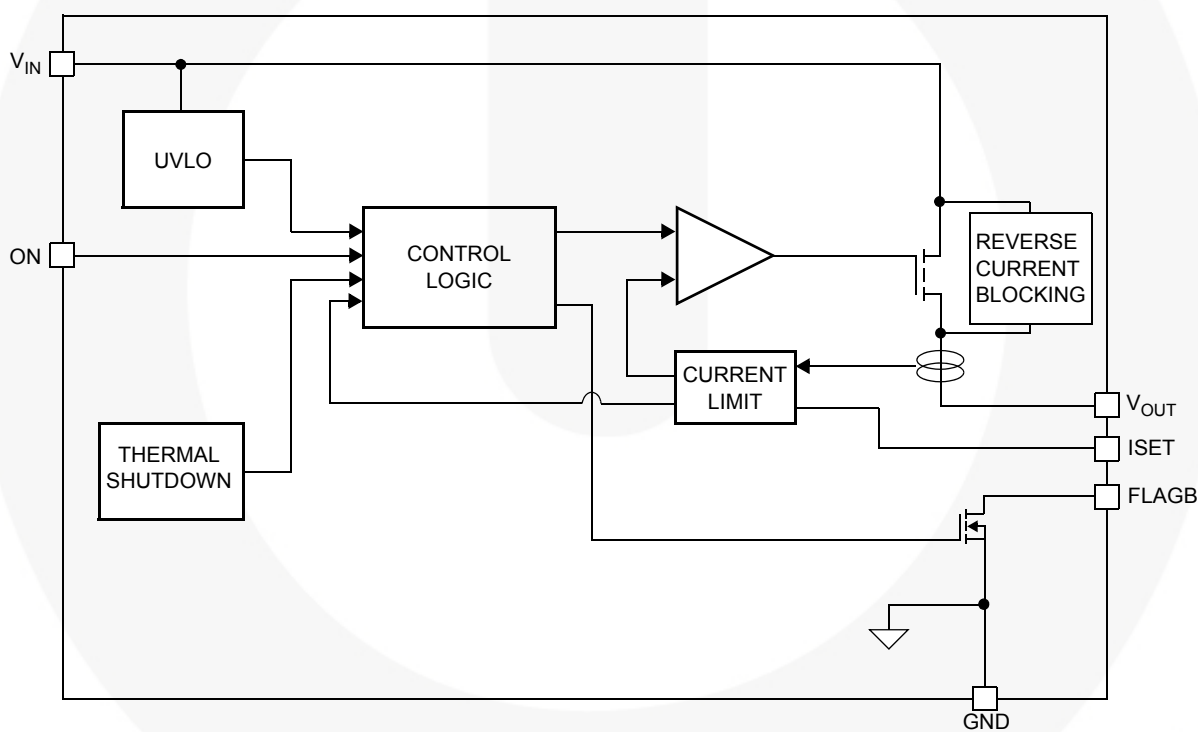 VIN
UVLO
ON
CONTROL
LOGIC
REVERSE
CURRENT
BLOCKING
CURRENT
LIMIT
VOUT
ISET
THERMAL
SHUTDOWN
FLAGB
GND